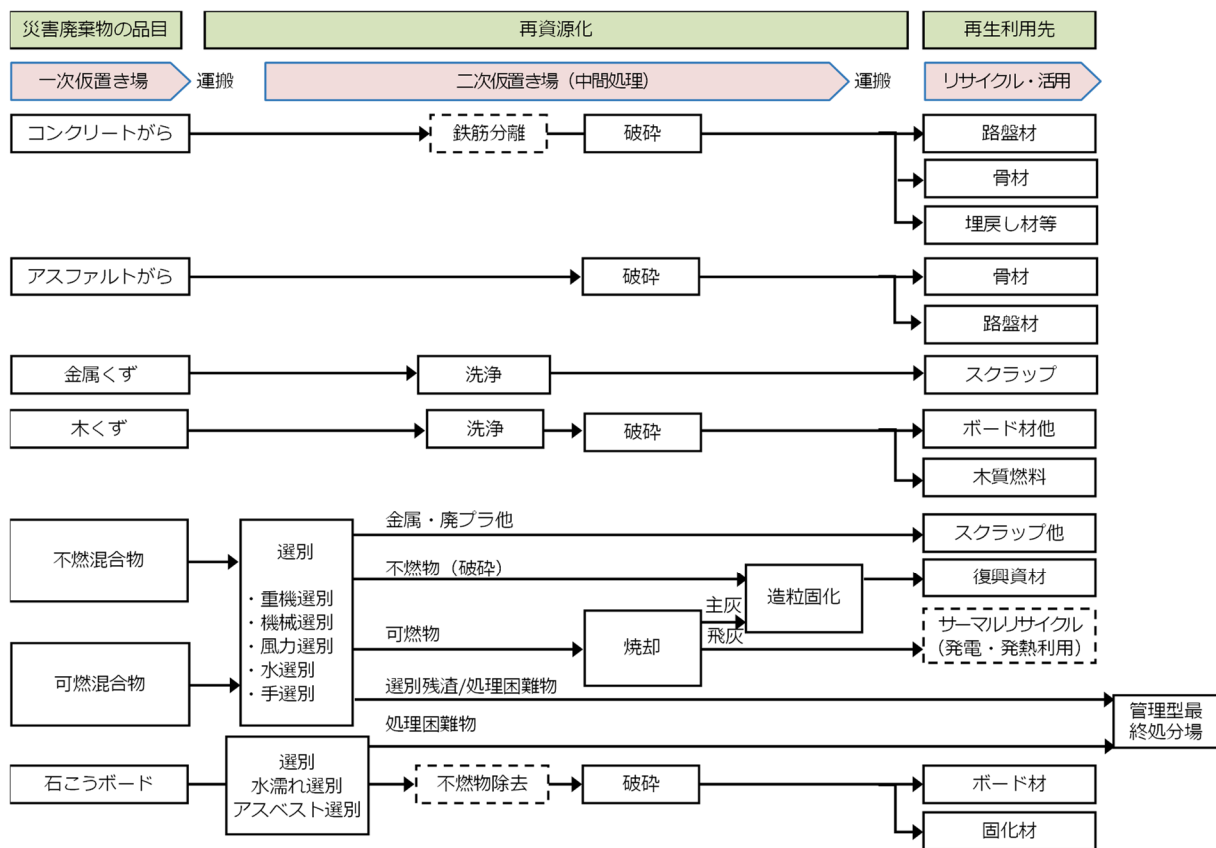 災害廃棄物の品目
再資源化
再生利用先
一次仮置き場
運搬
二次仮置き場（中間処理）
運搬
リサイクル・活用
コンクリートがら
鉄筋分離
破砕
路盤材
骨材
埋戻し材等
アスファルトがら
破砕
骨材
路盤材
金属くず
洗浄
スクラップ
木くず
洗浄
破砕
ボード材他
木質燃料
不燃混合物
可燃混合物
選別
・重機選別
・機械選別
・風力選別
・水選別
・手選別
金属・廃プラ他
スクラップ他
不燃物（破砕）
造粒固化
復興資材
可燃物
焼却
主灰
飛灰
サーマルリサイクル
（発電・発熱利用）
選別残渣/処理困難物
処理困難物
管理型最
終処分場
石こうボード
選別
水濡れ選別
アスベスト選別
不燃物除去
破砕
ボード材
固化材